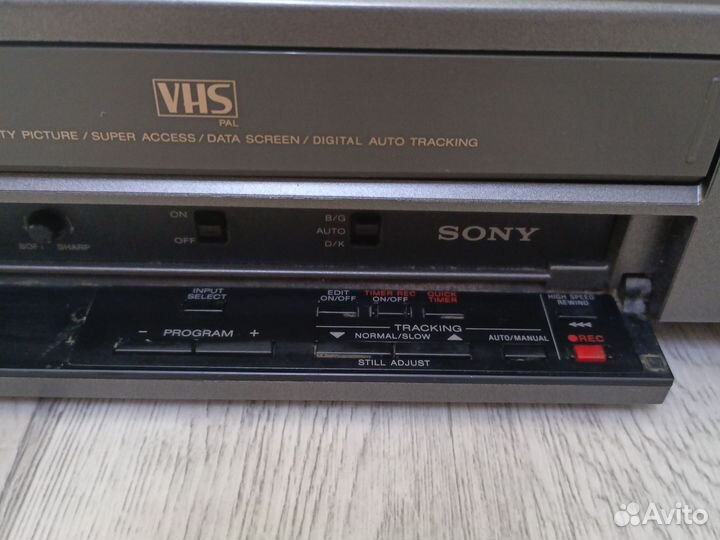 VHS
PAL
TY PICTURE / SUPER ACCESS / DATA SCREEN / DIGITAL AUTO TRACKING
ON
OFF
B/G
AUTO
D/K
SOFT SHARP
SONY
INPUT
SELECT
EDIT
ON/OFF
TIMER REC
ON/OFF
QUICK
TIMER
HIGH SPEED
REWIND
- PROGRAM +
TRACKING
NORMAL/SLOW
AUTO/MANUAL
REC
STILL ADJUST
Avito